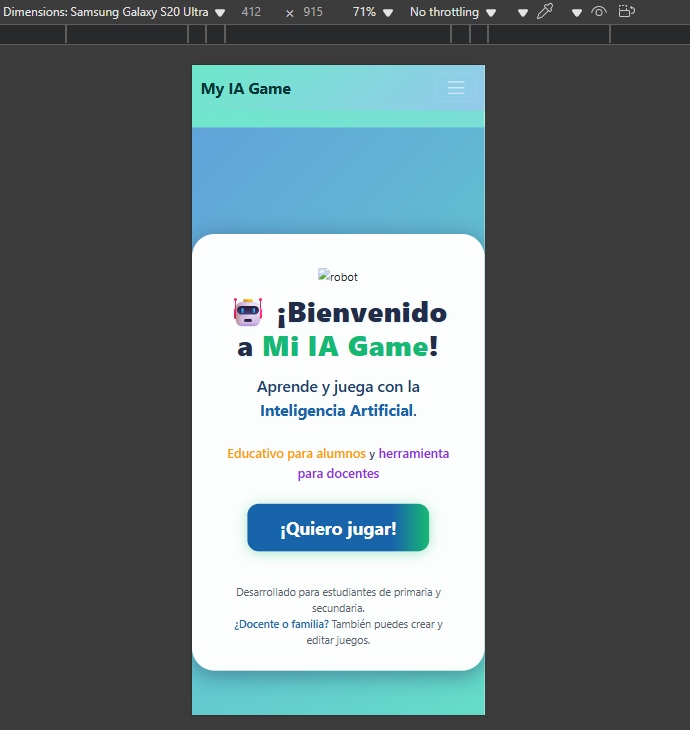 Dimensions: Samsung Galaxy S20 Ultra 412 × 915 71% No throttling
My IA Game
robot
¡Bienvenido
a Mi IA Game!
Aprende y juega con la
Inteligencia Artificial.
Educativo para alumnos y herramienta
para docentes
¡Quiero jugar!
Desarrollado para estudiantes de primaria y
secundaria.
¿Docente o familia? También puedes crear y
editar juegos.